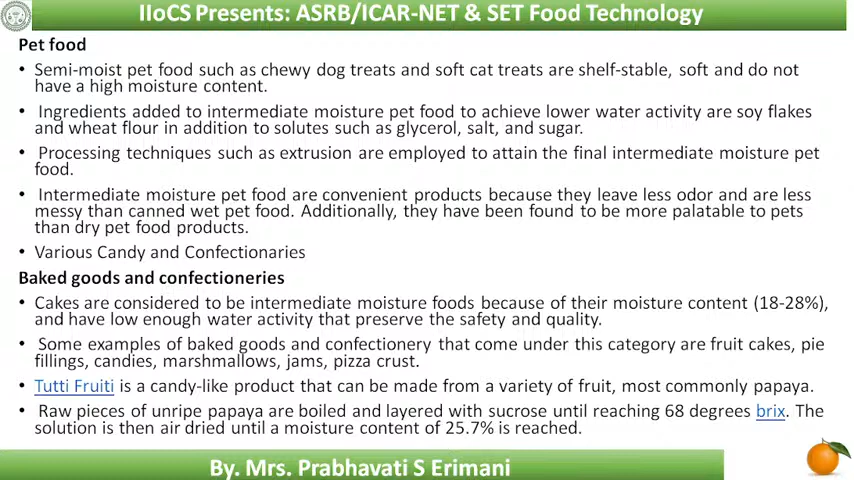 IIoCS Presents: ASRB/ICAR-NET & SET Food Technology
Pet food
• Semi-moist pet food such as chewy dog treats and soft cat treats are shelf-stable, soft and do not
have a high moisture content.
• Ingredients added to intermediate moisture pet food to achieve lower water activity are soy flakes
and wheat flour in addition to solutes such as glycerol, salt, and sugar.
• Processing techniques such as extrusion are employed to attain the final intermediate moisture pet
food.
• Intermediate moisture pet food are convenient products because they leave less odor and are less
messy than canned wet pet food. Additionally, they have been found to be more palatable to pets
than dry pet food products.
• Various Candy and Confectionaries
Baked goods and confectioneries
• Cakes are considered to be intermediate moisture foods because of their moisture content (18-28%),
and have low enough water activity that preserve the safety and quality.
• Some examples of baked goods and confectionery that come under this category are fruit cakes, pie
fillings, candies, marshmallows, jams, pizza crust.
• Tutti Fruiti is a candy-like product that can be made from a variety of fruit, most commonly papaya.
• Raw pieces of unripe papaya are boiled and layered with sucrose until reaching 68 degrees brix. The
solution is then air dried until a moisture content of 25.7% is reached.
By. Mrs. Prabhavati S Erimani